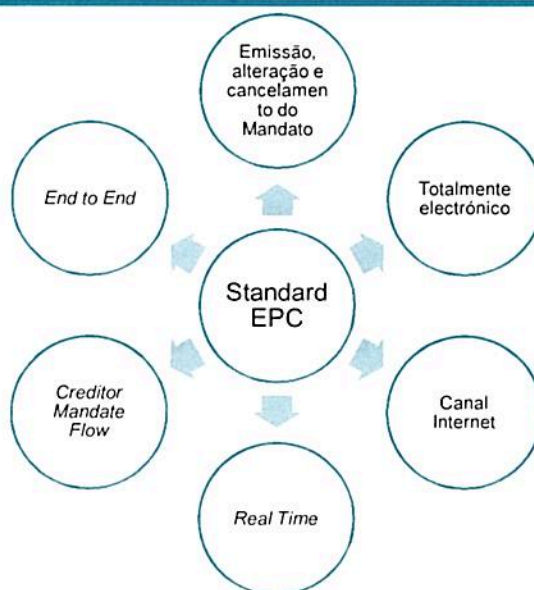 Emissão,
alteração e
cancelamen
to do
Mandato
End to End
Totalmente
electrónico
Standard
EPC
Creditor
Mandate
Flow
Canal
Internet
Real Time